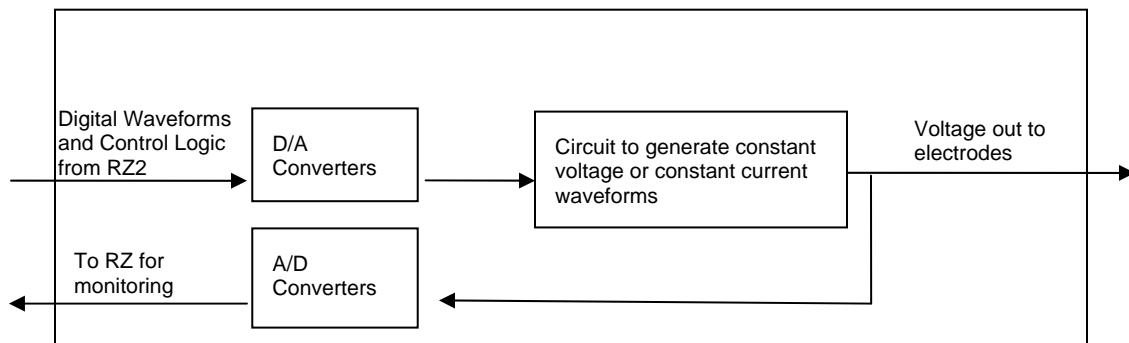 Digital Waveforms
and Control Logic
from RZ2
D/A
Converters
Circuit to generate constant
voltage or constant current
waveforms
Voltage out to
electrodes
To RZ for
monitoring
A/D
Converters